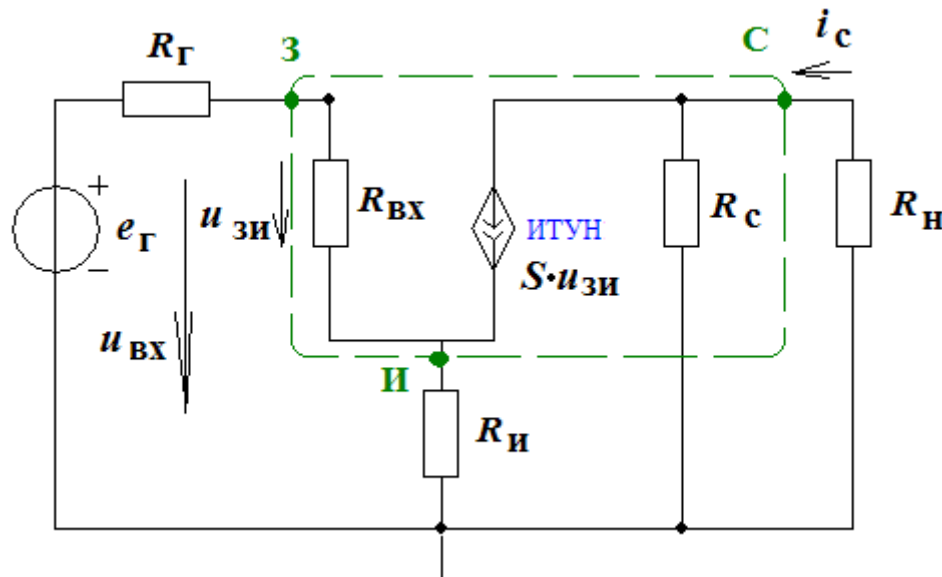 Rг
З
С
iс
+
eг
−
uвх
uзи
Rвх
ИТУН
S·uзи
Rс
Rн
И
Rи